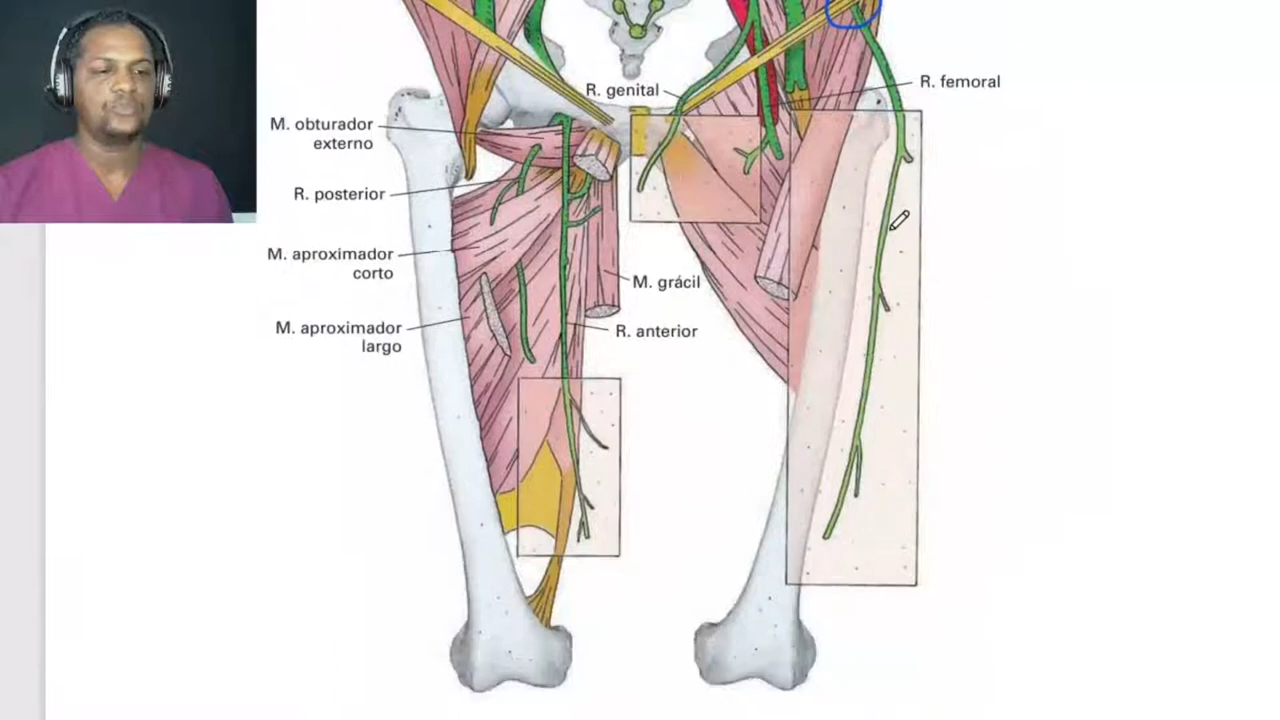 R. genital
R. femoral
M. obturador
externo
R. posterior
M. aproximador
corto
M. grácil
M. aproximador
largo
R. anterior